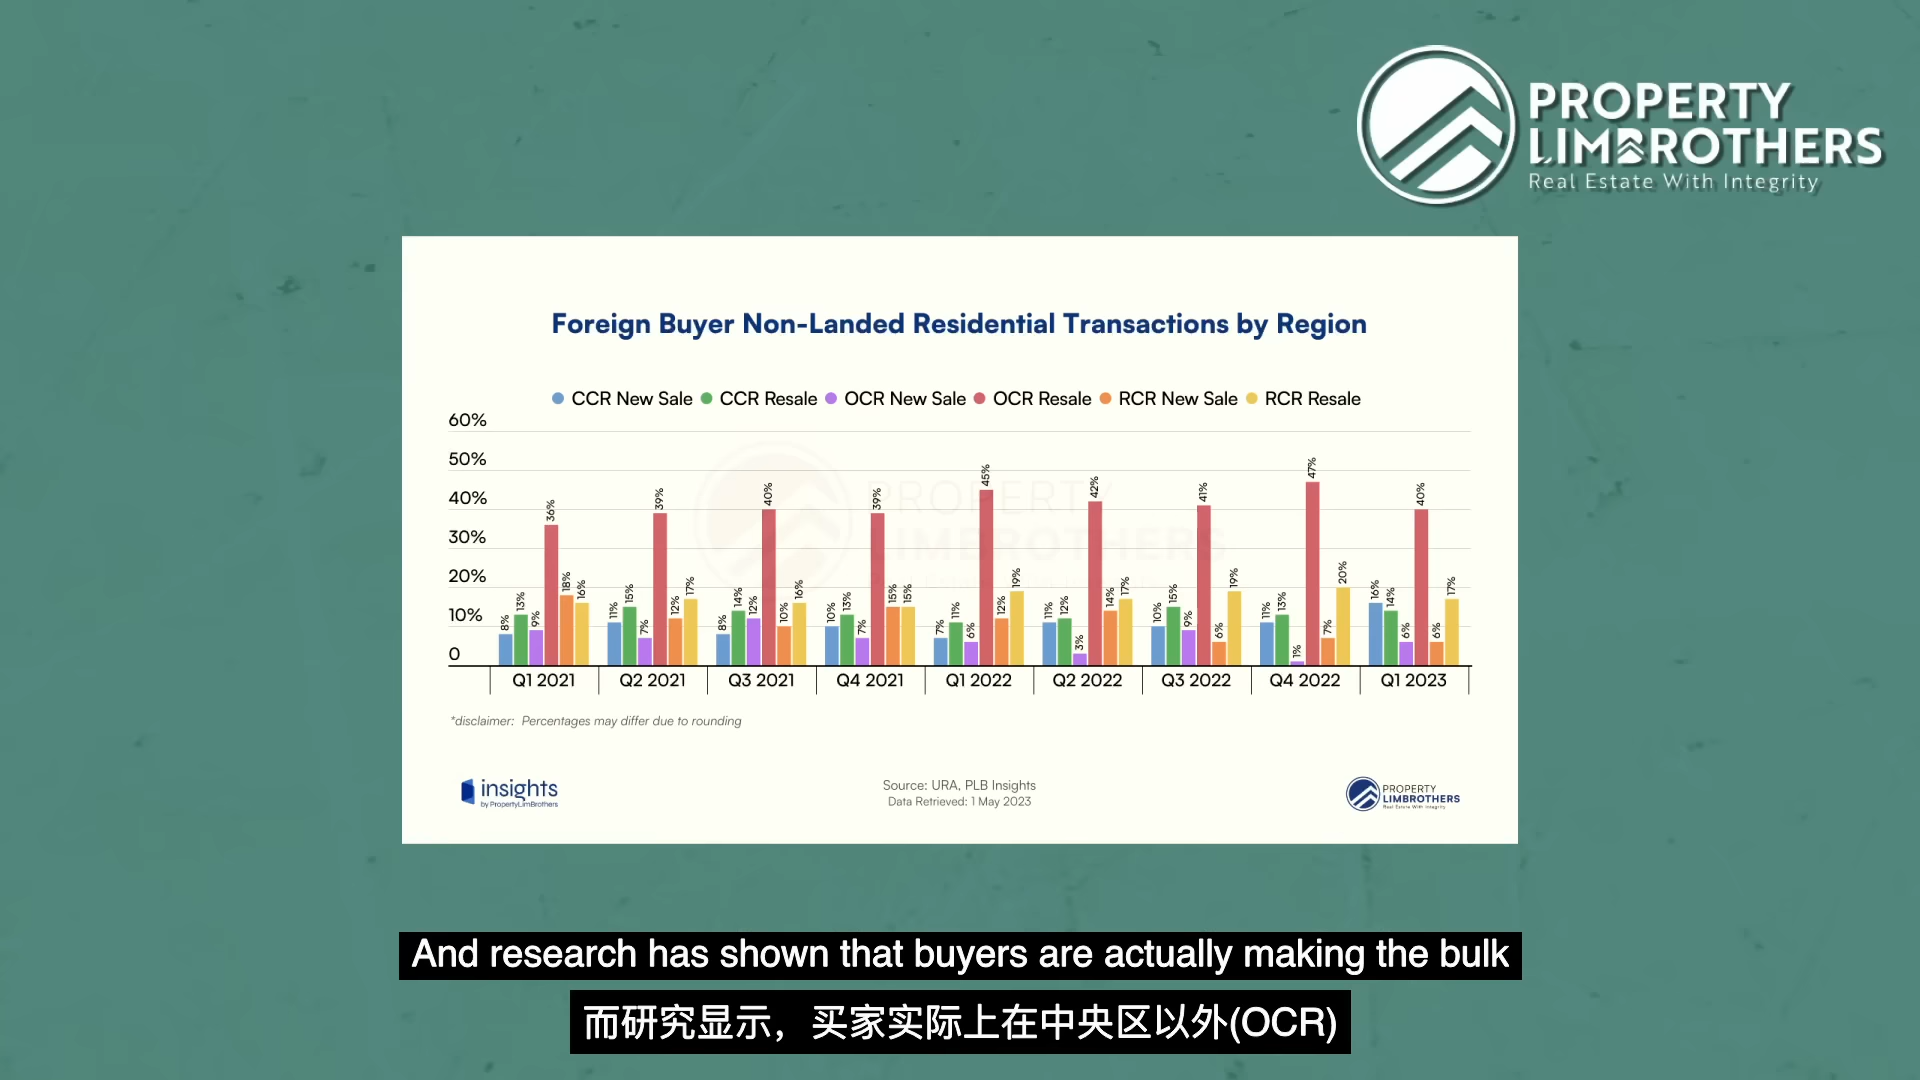 PROPERTY
LIMBROTHERS
Real Estate With Integrity
Foreign Buyer Non-Landed Residential Transactions by Region
CCR New Sale CCR Resale OCR New Sale OCR Resale RCR New Sale RCR Resale
60%
50%
40%
30%
20%
10%
0
8% 13% 9% 36% 18% 16%
11% 15% 7% 39% 12% 17%
8% 14% 12% 40% 10% 16%
10% 13% 7% 39% 15% 15%
7% 11% 6% 45% 12% 19%
11% 12% 3% 42% 14% 17%
10% 15% 9% 41% 6% 19%
11% 13% 1% 47% 7% 20%
16% 14% 6% 40% 6% 17%
Q1 2021 Q2 2021 Q3 2021 Q4 2021 Q1 2022 Q2 2022 Q3 2022 Q4 2022 Q1 2023
*disclaimer: Percentages may differ due to rounding
insights
by PropertyLimBrothers
Source: URA, PLB Insights
Data Retrieved: 1 May 2023
PROPERTY
LIMBROTHERS
Real Estate With Integrity
And research has shown that buyers are actually making the bulk
而研究显示，买家实际上在中央区以外(OCR)